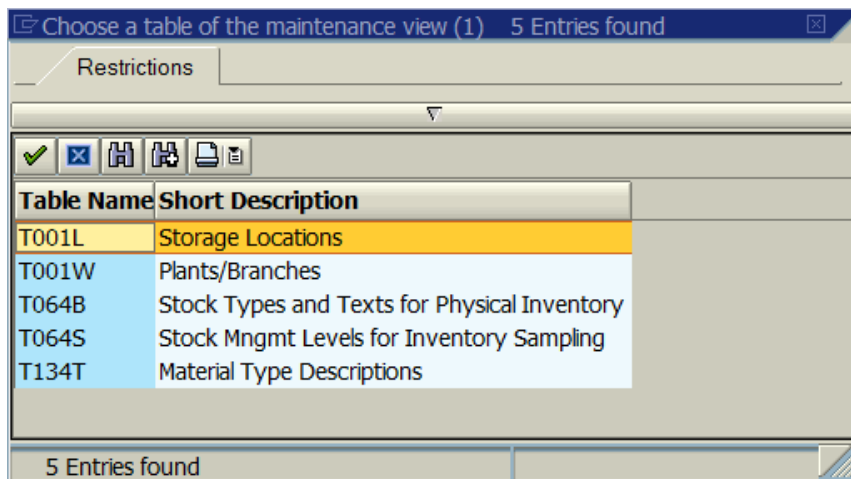 Choose a table of the maintenance view (1) 5 Entries found
Restrictions
Table Name Short Description
T001L Storage Locations
T001W Plants/Branches
T064B Stock Types and Texts for Physical Inventory
T064S Stock Mngmt Levels for Inventory Sampling
T134T Material Type Descriptions
5 Entries found